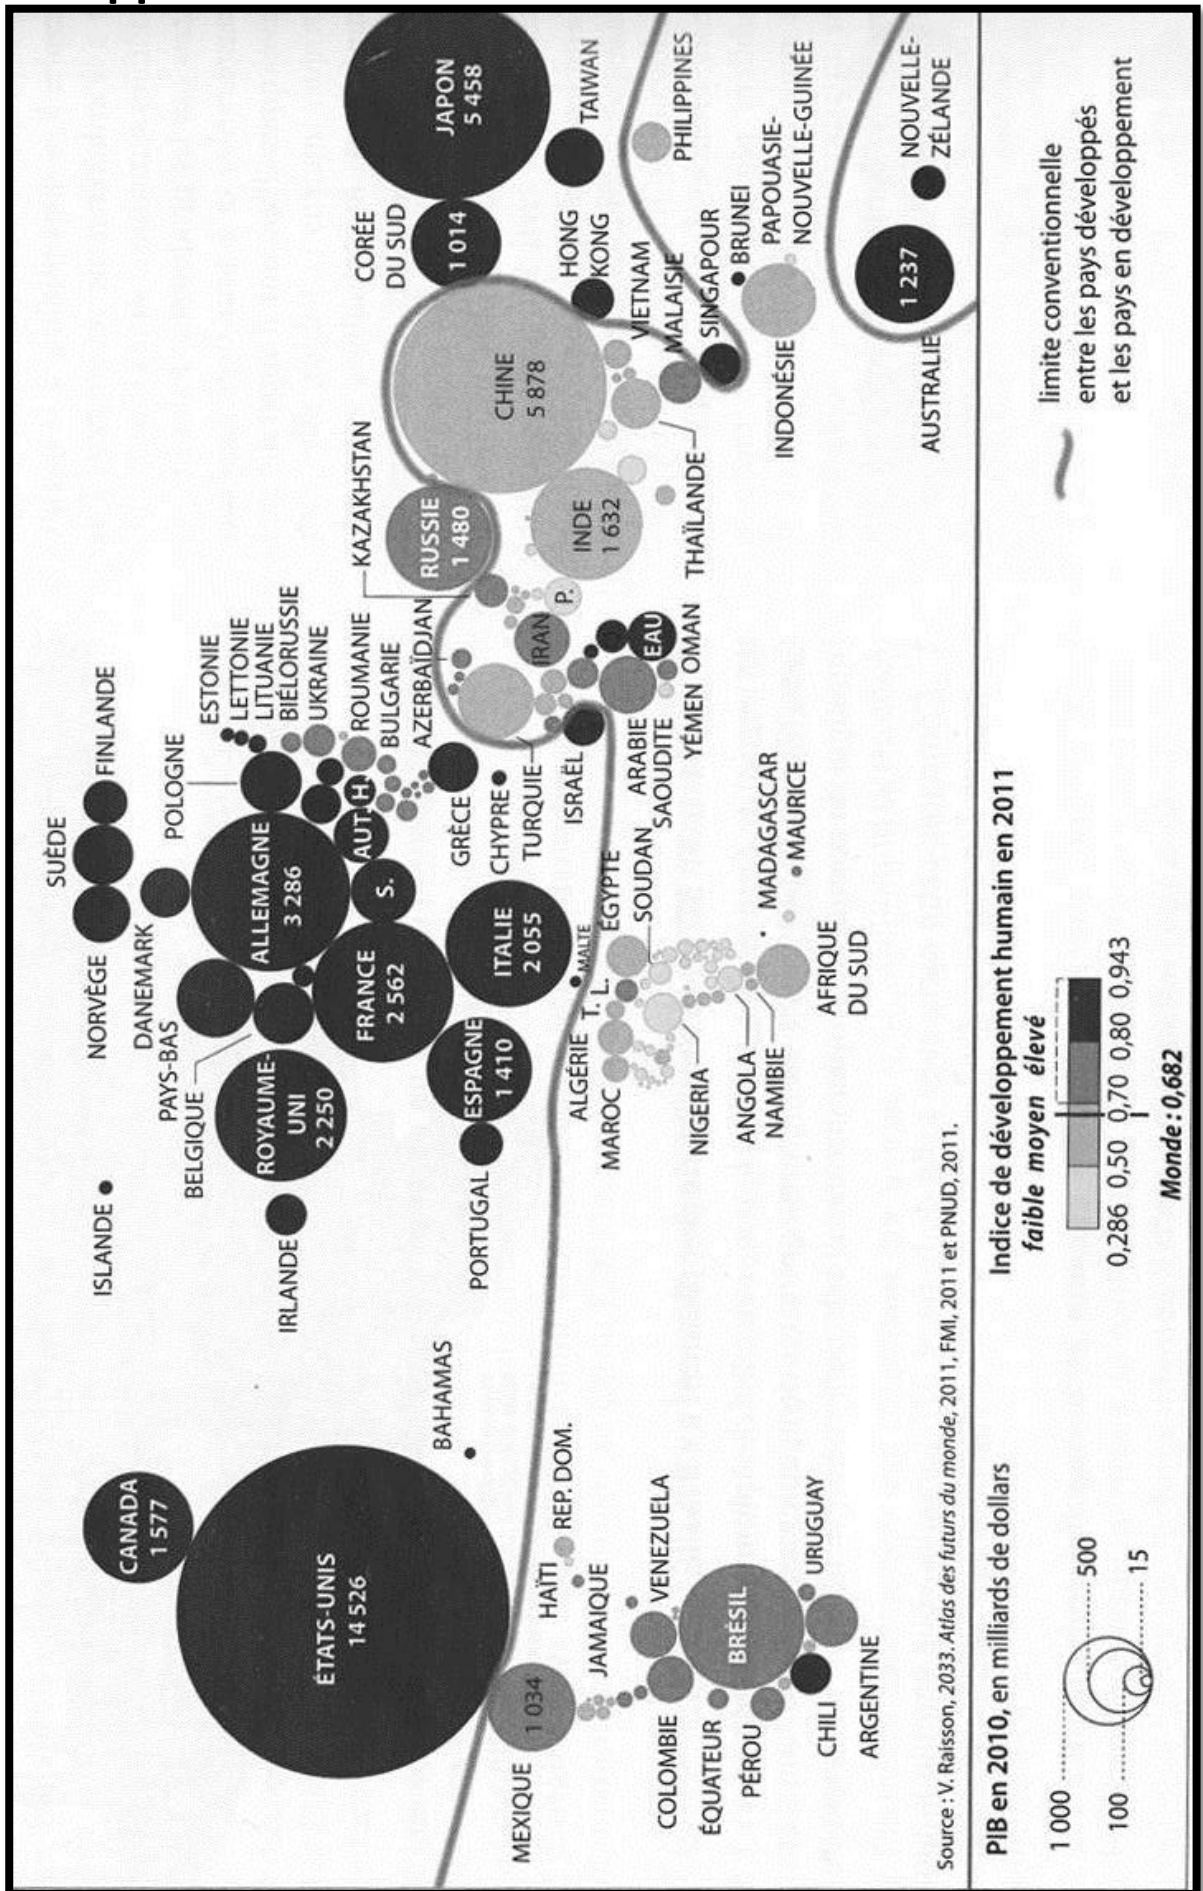 CANADA
1 577
ÉTATS-UNIS
14 526
BAHAMAS
MEXIQUE
1 034
HAÏTI
REP. DOM.
JAMAIQUE
VENEZUELA
COLOMBIE
ÉQUATEUR
PÉROU
BRÉSIL
URUGUAY
CHILI
ARGENTINE
ISLANDE
IRLANDE
ROYAUME-
UNI
2 250
BELGIQUE
PAYS-BAS
DANEMARK
NORVÈGE
SUÈDE
FINLANDE
POLOGNE
ESTONIE
LETTONIE
LITUANIE
BIÉLORUSSIE
UKRAINE
ROUMANIE
BULGARIE
AZERBAÏDJAN
KAZAKHSTAN
ALLEMAGNE
3 286
AUT.
H.
S.
FRANCE
2 562
ESPAGNE
1 410
PORTUGAL
ITALIE
2 055
MALTE
GRÈCE
CHYPRE
TURQUIE
ISRAËL
ARABIE
SAOUDITE
YÉMEN
OMAN
EAU
IRAN
P.
RUSSIE
1 480
INDE
1 632
CHINE
5 878
CORÉE
DU SUD
1 014
JAPON
5 458
TAIWAN
HONG
KONG
VIETNAM
MALAISIE
THAÏLANDE
SINGAPOUR
BRUNEI
PHILIPPINES
PAPOUASIE-
NOUVELLE-GUINÉE
INDONÉSIE
AUSTRALIE
1 237
NOUVELLE-
ZÉLANDE
MAROC
ALGÉRIE
T.
L.
ÉGYPTE
SOUDAN
NIGERIA
ANGOLA
NAMIBIE
AFRIQUE
DU SUD
MADAGASCAR
MAURICE
Source : V. Raisson, 2033. Atlas des futurs du monde, 2011, FMI, 2011 et PNUD, 2011.
PIB en 2010, en milliards de dollars
1 000
500
100
15
Indice de développement humain en 2011
faible moyen élevé
0,286 0,50 0,70 0,80 0,943
Monde : 0,682
limite conventionnelle
entre les pays développés
et les pays en développement